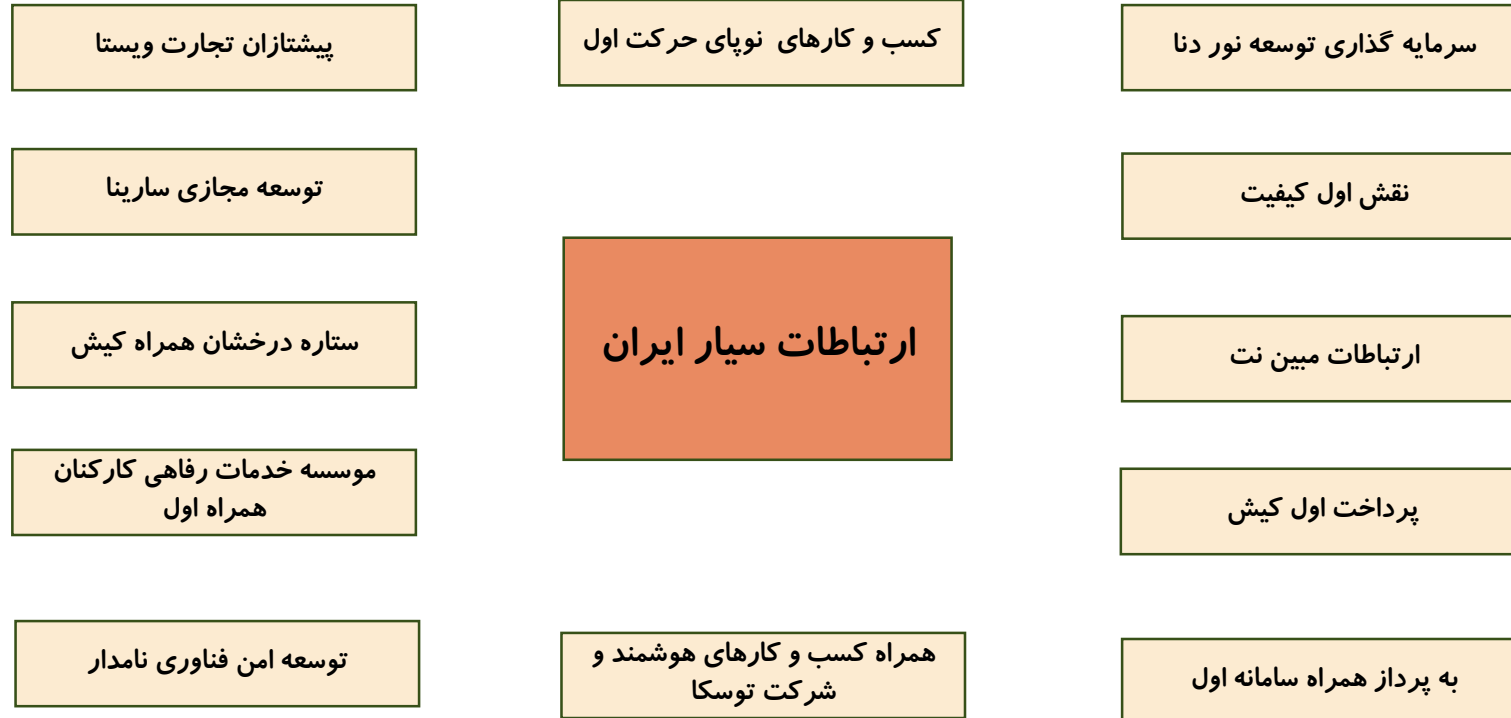 سرمایه گذاری توسعه نور دنا
کسب و کارهای نوپای حرکت اول
پیشتازان تجارت ویستا
نقش اول کیفیت
توسعه مجازی سارینا
ارتباطات سیار ایران
ارتباطات مبین نت
ستاره درخشان همراه کیش
پرداخت اول کیش
موسسه خدمات رفاهی کارکنان
همراه اول
به پرداز همراه سامانه اول
همراه کسب و کارهای هوشمند و
شرکت توسکا
توسعه امن فناوری نامدار